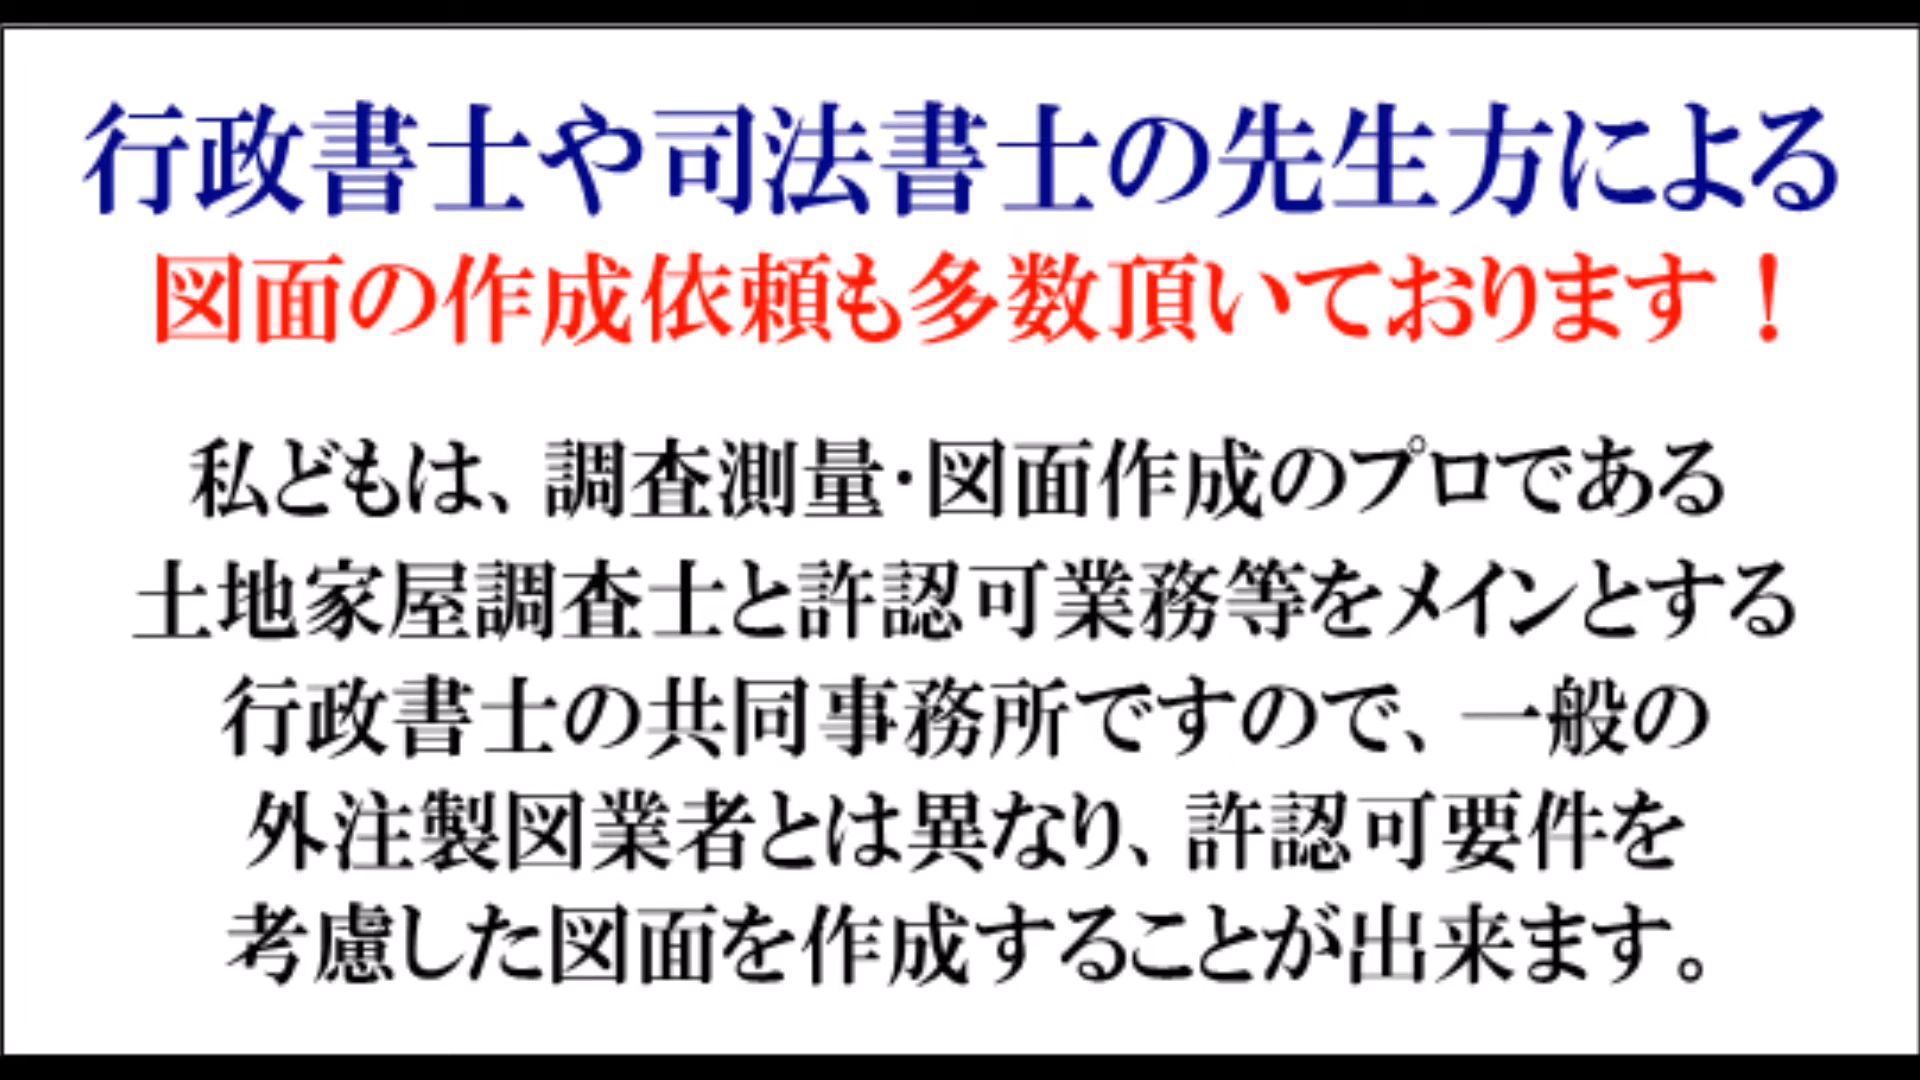 行政書士や司法書士の先生方による
図面の作成依頼も多数頂いております！
私どもは、調査測量・図面作成のプロである
土地家屋調査士と許認可業務等をメインとする
行政書士の共同事務所ですので、一般の
外注製図業者とは異なり、許認可要件を
考慮した図面を作成することが出来ます。